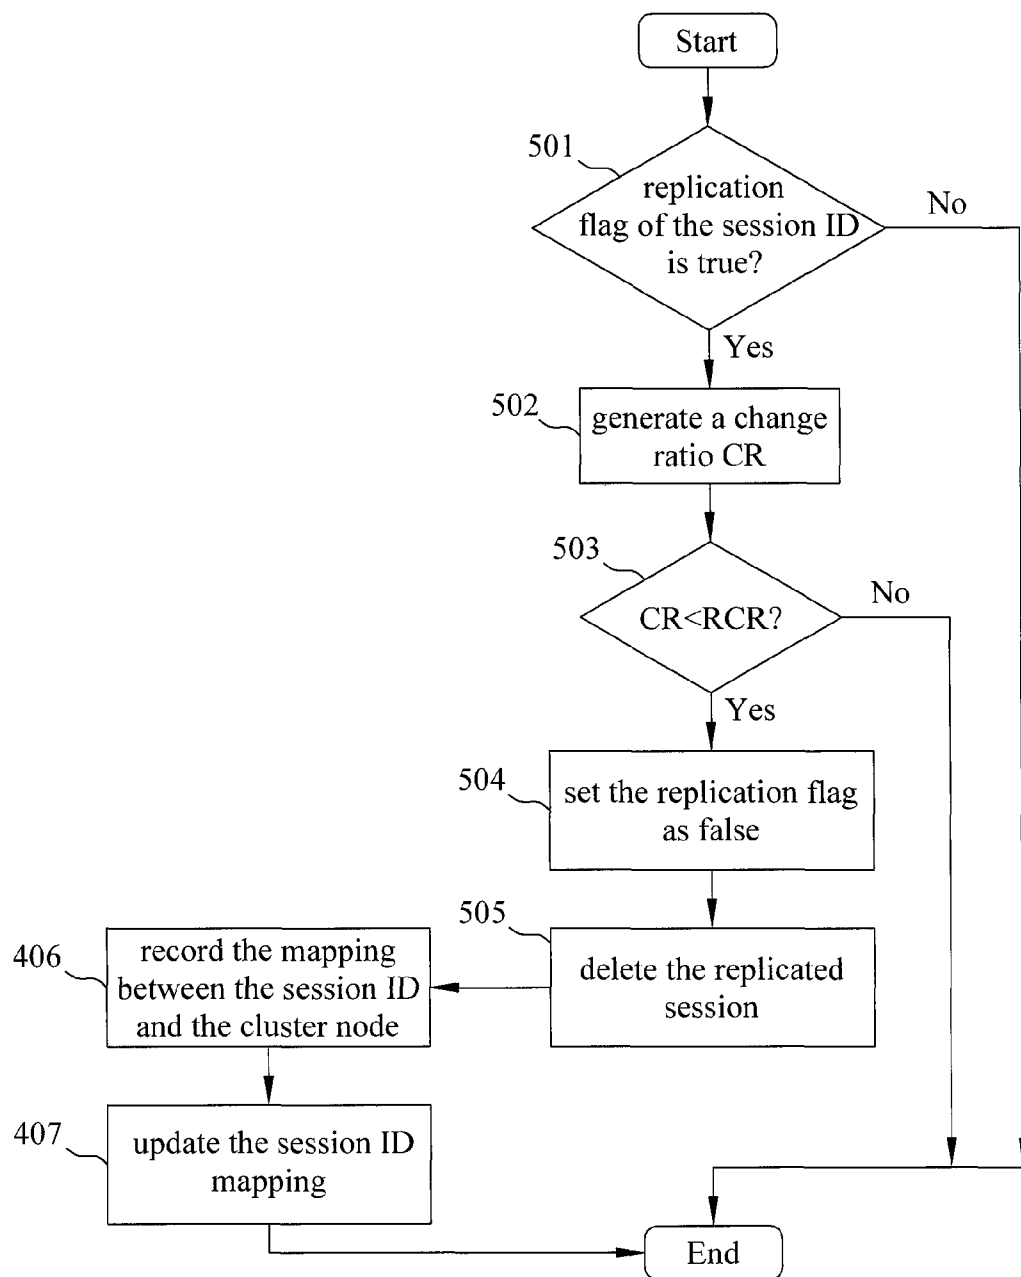 Start
501
replication
flag of the session ID
is true?
No
Yes
502
generate a change
ratio CR
503
CR<RCR?
No
Yes
504
set the replication flag
as false
505
delete the replicated
session
406
record the mapping
between the session ID
and the cluster node
407
update the session ID
mapping
End